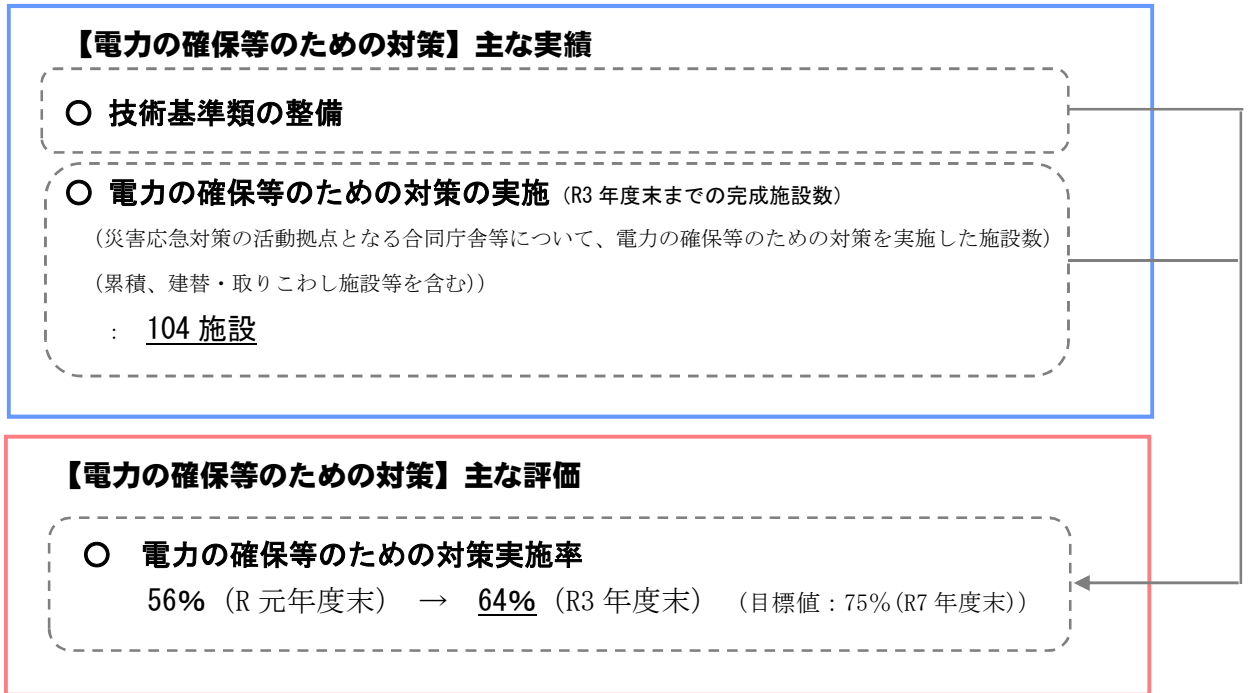 【電力の確保等のための対策】主な実績
○ 技術基準類の整備
○ 電力の確保等のための対策の実施（R3 年度末までの完成施設数）
（災害応急対策の活動拠点となる合同庁舎等について、電力の確保等のための対策を実施した施設数）
（累積、建替・取りこわし施設等を含む））
： 104 施設
【電力の確保等のための対策】主な評価
○ 電力の確保等のための対策実施率
56%（R 元年度末） → 64%（R3 年度末） （目標値：75％(R7 年度末)）